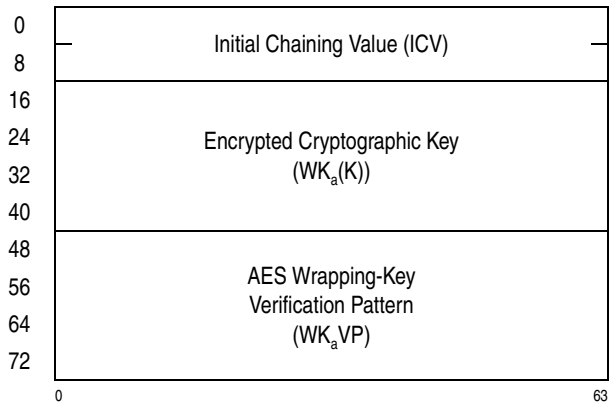 0
Initial Chaining Value (ICV)
8
16
24
Encrypted Cryptographic Key
32
(WKₐ(K))
40
48
AES Wrapping-Key
56
Verification Pattern
64
(WKₐVP)
72
0 63